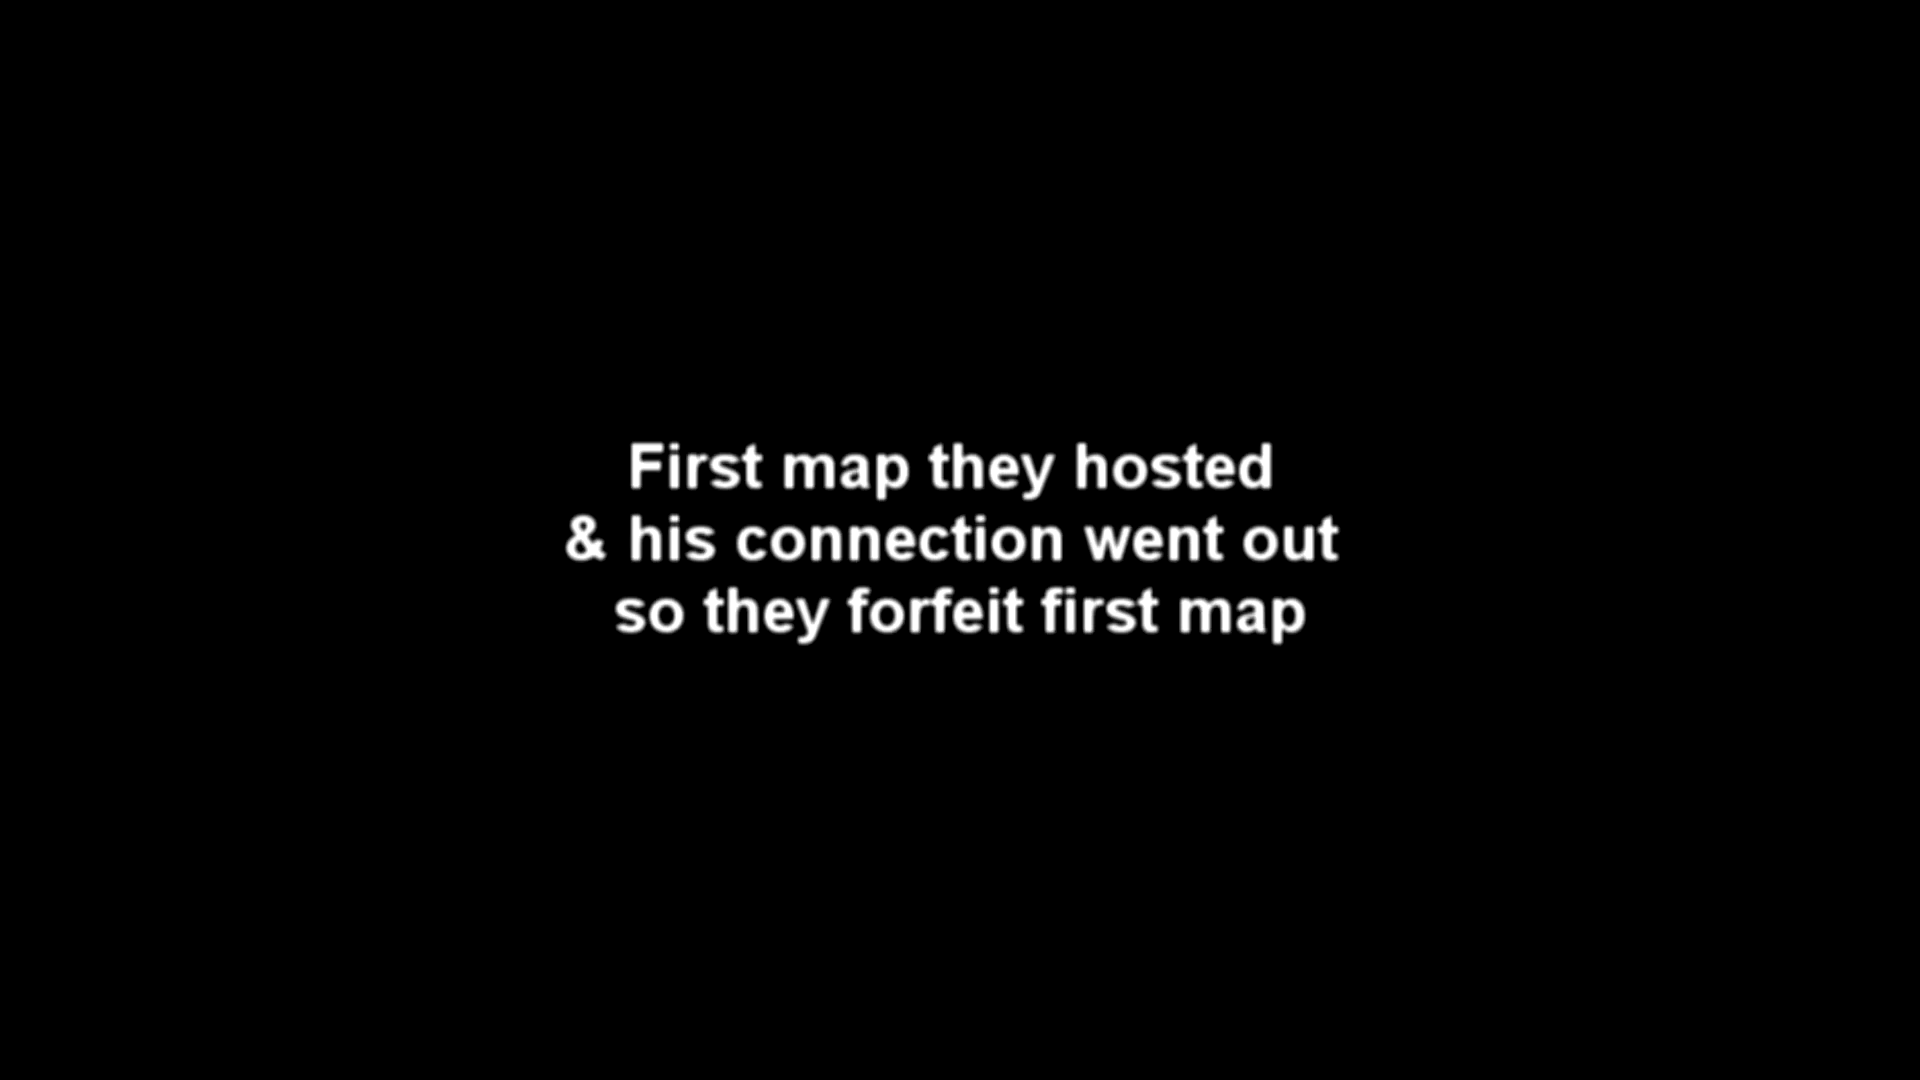 First map they hosted
& his connection went out
so they forfeit first map